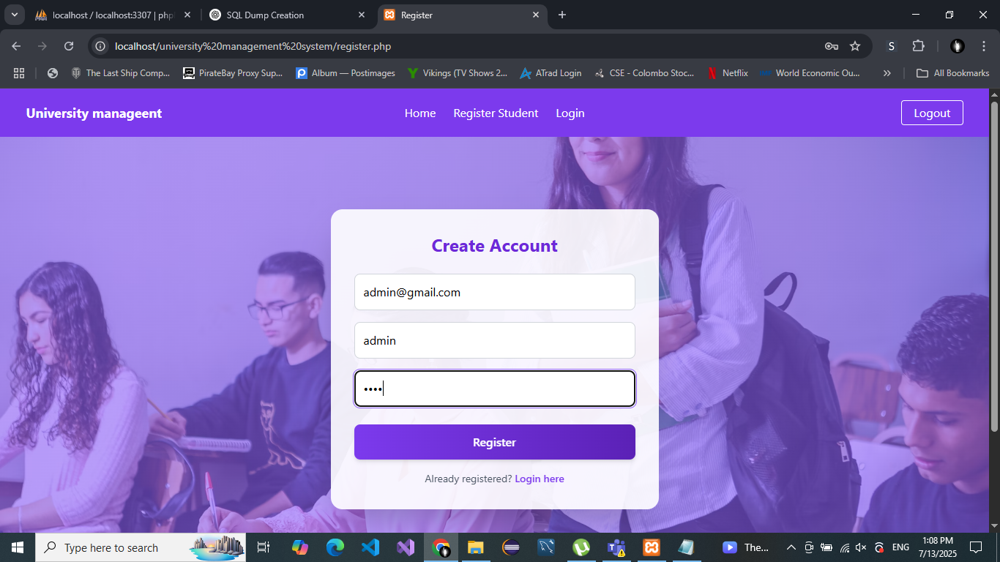 localhost / localhost:3307 | php
SQL Dump Creation
Register
localhost/university%20management%20system/register.php
S
The Last Ship Comp...
PirateBay Proxy Sup...
Album — Postimages
Vikings (TV Shows 2...
ATrad Login
CSE - Colombo Stoc...
Netflix
World Economic Ou...
»
All Bookmarks
University manageent
Home
Register Student
Login
Logout
Create Account
admin@gmail.com
admin
••••
Register
Already registered? Login here
Type here to search
The...
ENG
1:08 PM
7/13/2025